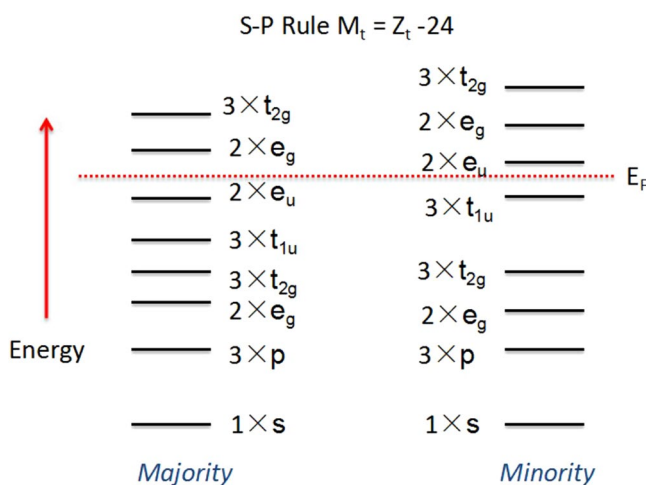 S-P Rule Mₜ = Zₜ -24
3×t₂g
2×eg
2×eᵤ
3×t₁ᵤ
3×t₂g
2×eg
3×p
1×s
Majority
Energy
3×t₂g
2×eg
2×eᵤ
3×t₁ᵤ
3×t₂g
2×eg
3×p
1×s
Minority